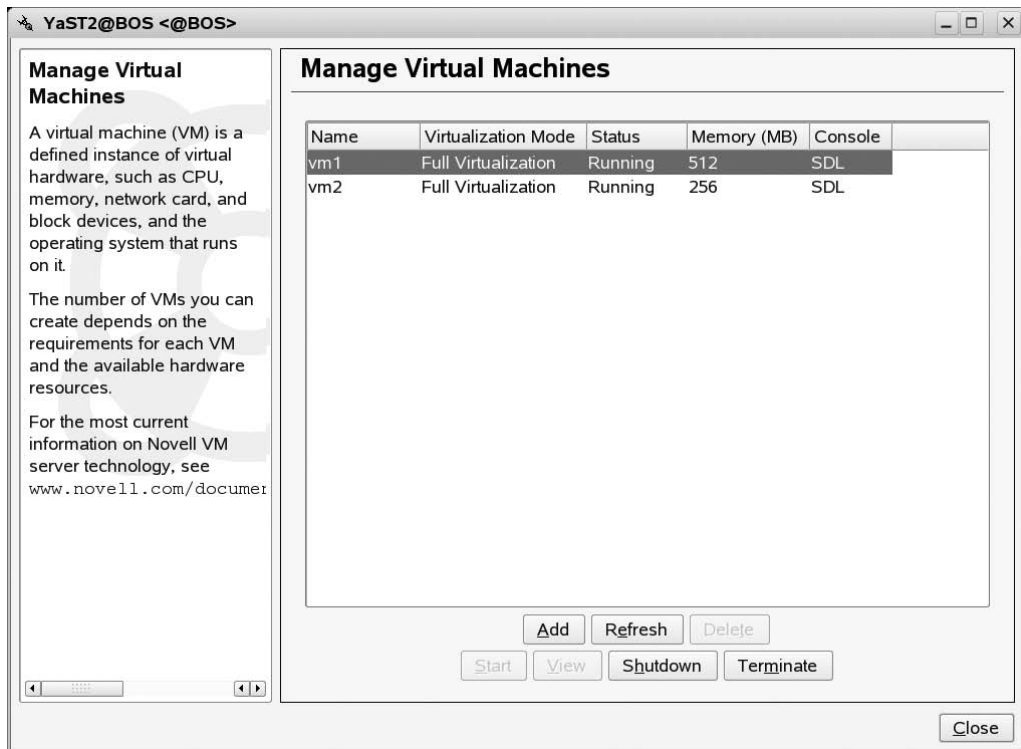 YaST2@BOS <@BOS>
Manage Virtual
Machines
A virtual machine (VM) is a
defined instance of virtual
hardware, such as CPU,
memory, network card, and
block devices, and the
operating system that runs
on it.
The number of VMs you can
create depends on the
requirements for each VM
and the available hardware
resources.
For the most current
information on Novell VM
server technology, see
www.novell.com/documer
Manage Virtual Machines
Name Virtualization Mode Status Memory (MB) Console
vm1 Full Virtualization Running 512 SDL
vm2 Full Virtualization Running 256 SDL
Add Refresh Delete
Start View Shutdown Terminate
Close